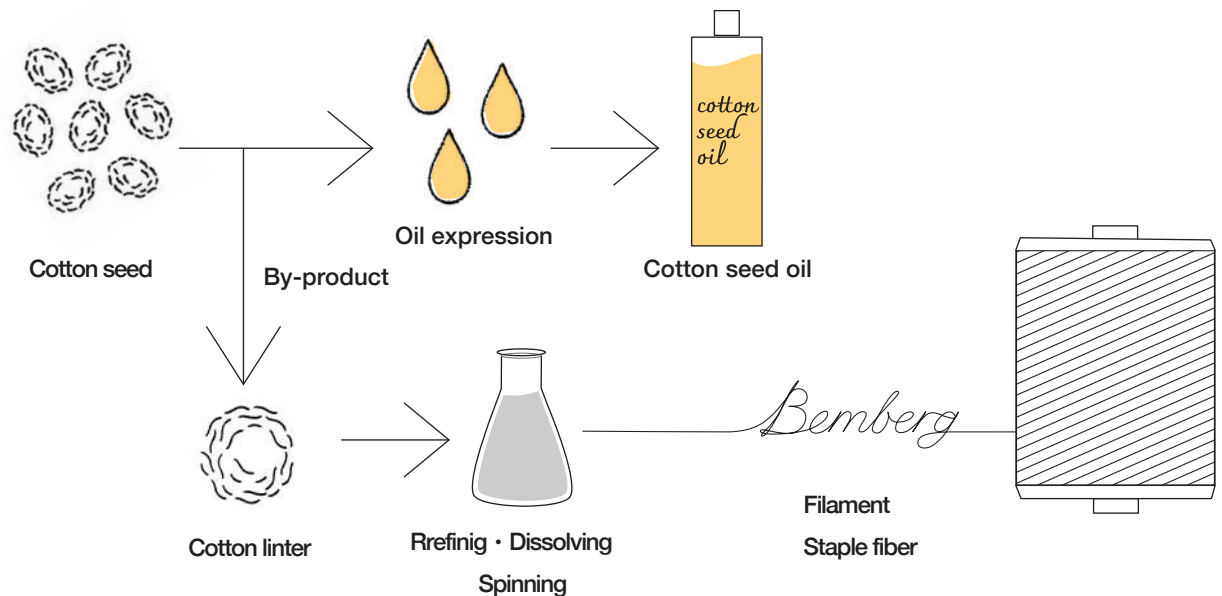 cotton
seed
oil
Oil expression
Cotton seed
Cotton seed oil
By-product
Bemberg
Cotton linter
Rrefinig・Dissolving
Spinning
Filament
Staple fiber